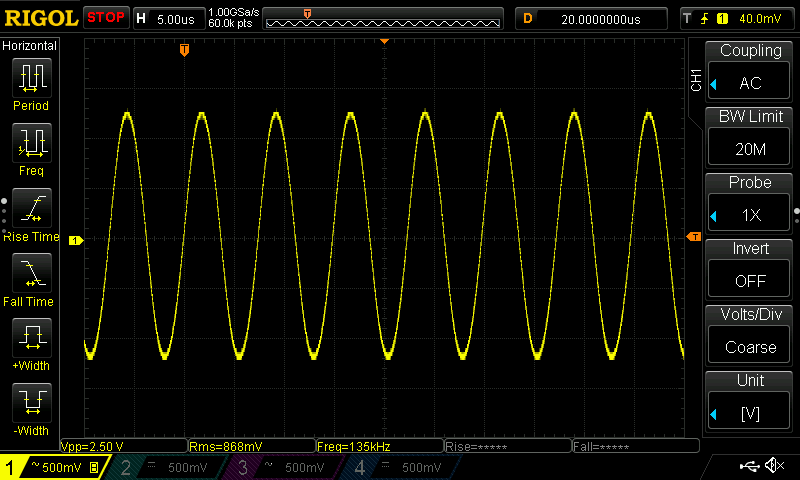 RIGOL STOP H 5.00us 1.00GSa/s 60.0k pts T D 20.0000000us T 1 40.0mV
Horizontal
Period
Freq
Rise Time
Fall Time
+Width
-Width
1
T
T
CH1
Coupling
AC
BW Limit
20M
Probe
1X
Invert
OFF
Volts/Div
Coarse
Unit
[V]
Vpp=2.50 V Rms=868mV Freq=135kHz Rise=***** Fall=*****
1 ~ 500mV B 2 500mV 3 ~ 500mV 4 500mV